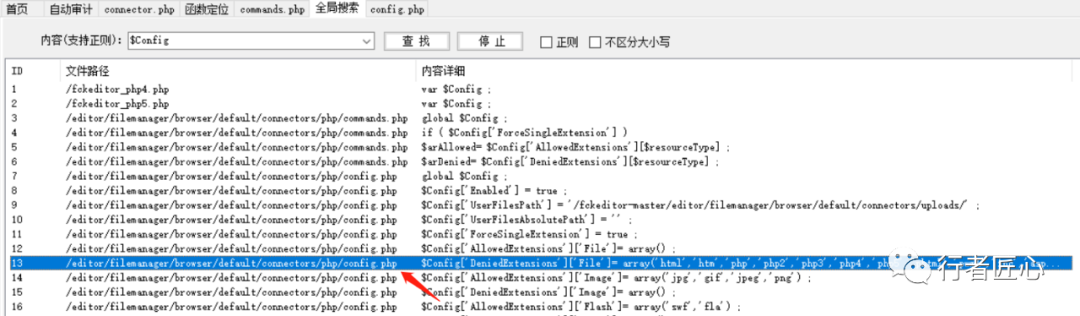 首页 自动审计 connector.php 函数定位 commands.php 全局搜索 config.php
内容(支持正则): $Config 查找 停止 正则 不区分大小写
ID 文件路径 内容详细
1 /fckeditor_php4.php var $Config ;
2 /fckeditor_php5.php var $Config ;
3 /editor/filemanager/browser/default/connectors/php/commands.php global $Config ;
4 /editor/filemanager/browser/default/connectors/php/commands.php if ( $Config['ForceSingleExtension'] )
5 /editor/filemanager/browser/default/connectors/php/commands.php $arAllowed= $Config['AllowedExtensions'][$resourceType] ;
6 /editor/filemanager/browser/default/connectors/php/commands.php $arDenied= $Config['DeniedExtensions'][$resourceType] ;
7 /editor/filemanager/browser/default/connectors/php/config.php global $Config ;
8 /editor/filemanager/browser/default/connectors/php/config.php $Config['Enabled'] = true ;
9 /editor/filemanager/browser/default/connectors/php/config.php $Config['UserFilesPath'] = '/fckeditor-master/editor/filemanager/browser/default/connectors/uploads/' ;
10 /editor/filemanager/browser/default/connectors/php/config.php $Config['UserFilesAbsolutePath'] = '' ;
11 /editor/filemanager/browser/default/connectors/php/config.php $Config['ForceSingleExtension'] = true ;
12 /editor/filemanager/browser/default/connectors/php/config.php $Config['AllowedExtensions']['File']= array() ;
13 /editor/filemanager/browser/default/connectors/php/config.php $Config['DeniedExtensions']['File']= array('html','htm','php','php2','php3','php4',
14 /editor/filemanager/browser/default/connectors/php/config.php $Config['AllowedExtensions']['Image']= array('jpg','gif','jpeg','png') ;
15 /editor/filemanager/browser/default/connectors/php/config.php $Config['DeniedExtensions']['Image']= array() ;
16 /editor/filemanager/browser/default/connectors/php/config.php $Config['AllowedExtensions']['Flash']= array('swf','fla') ;
行者匠心